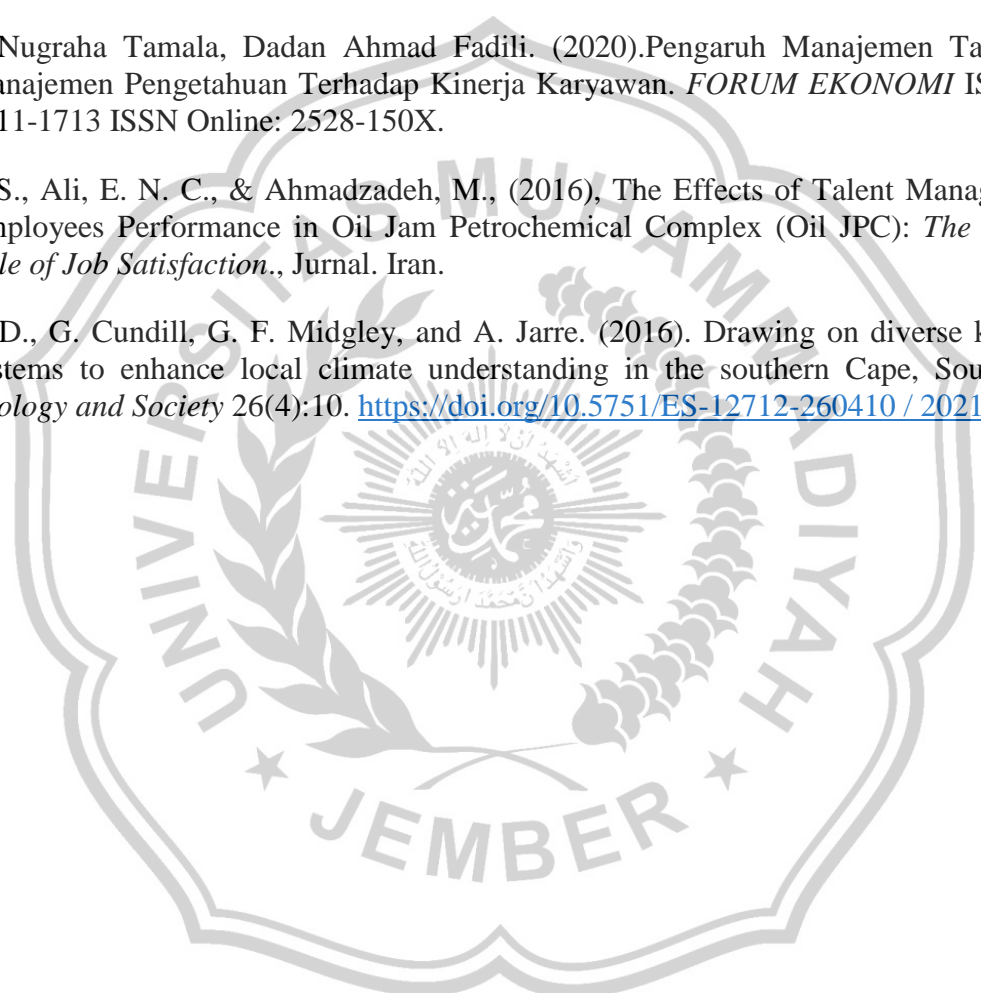 Nugraha Tamala, Dadan Ahmad Fadili. (2020).Pengaruh Manajemen Ta
anajemen Pengetahuan Terhadap Kinerja Karyawan. FORUM EKONOMI IS
11-1713 ISSN Online: 2528-150X.
S., Ali, E. N. C., & Ahmadzadeh, M., (2016), The Effects of Talent Manag
mployees Performance in Oil Jam Petrochemical Complex (Oil JPC): The
le of Job Satisfaction., Jurnal. Iran.
D., G. Cundill, G. F. Midgley, and A. Jarre. (2016). Drawing on diverse k
stems to enhance local climate understanding in the southern Cape, Sou
ology and Society 26(4):10. https://doi.org/10.5751/ES-12712-260410 / 2021
UNIVERSITAS MUHAMMADIYAH
JEMBER